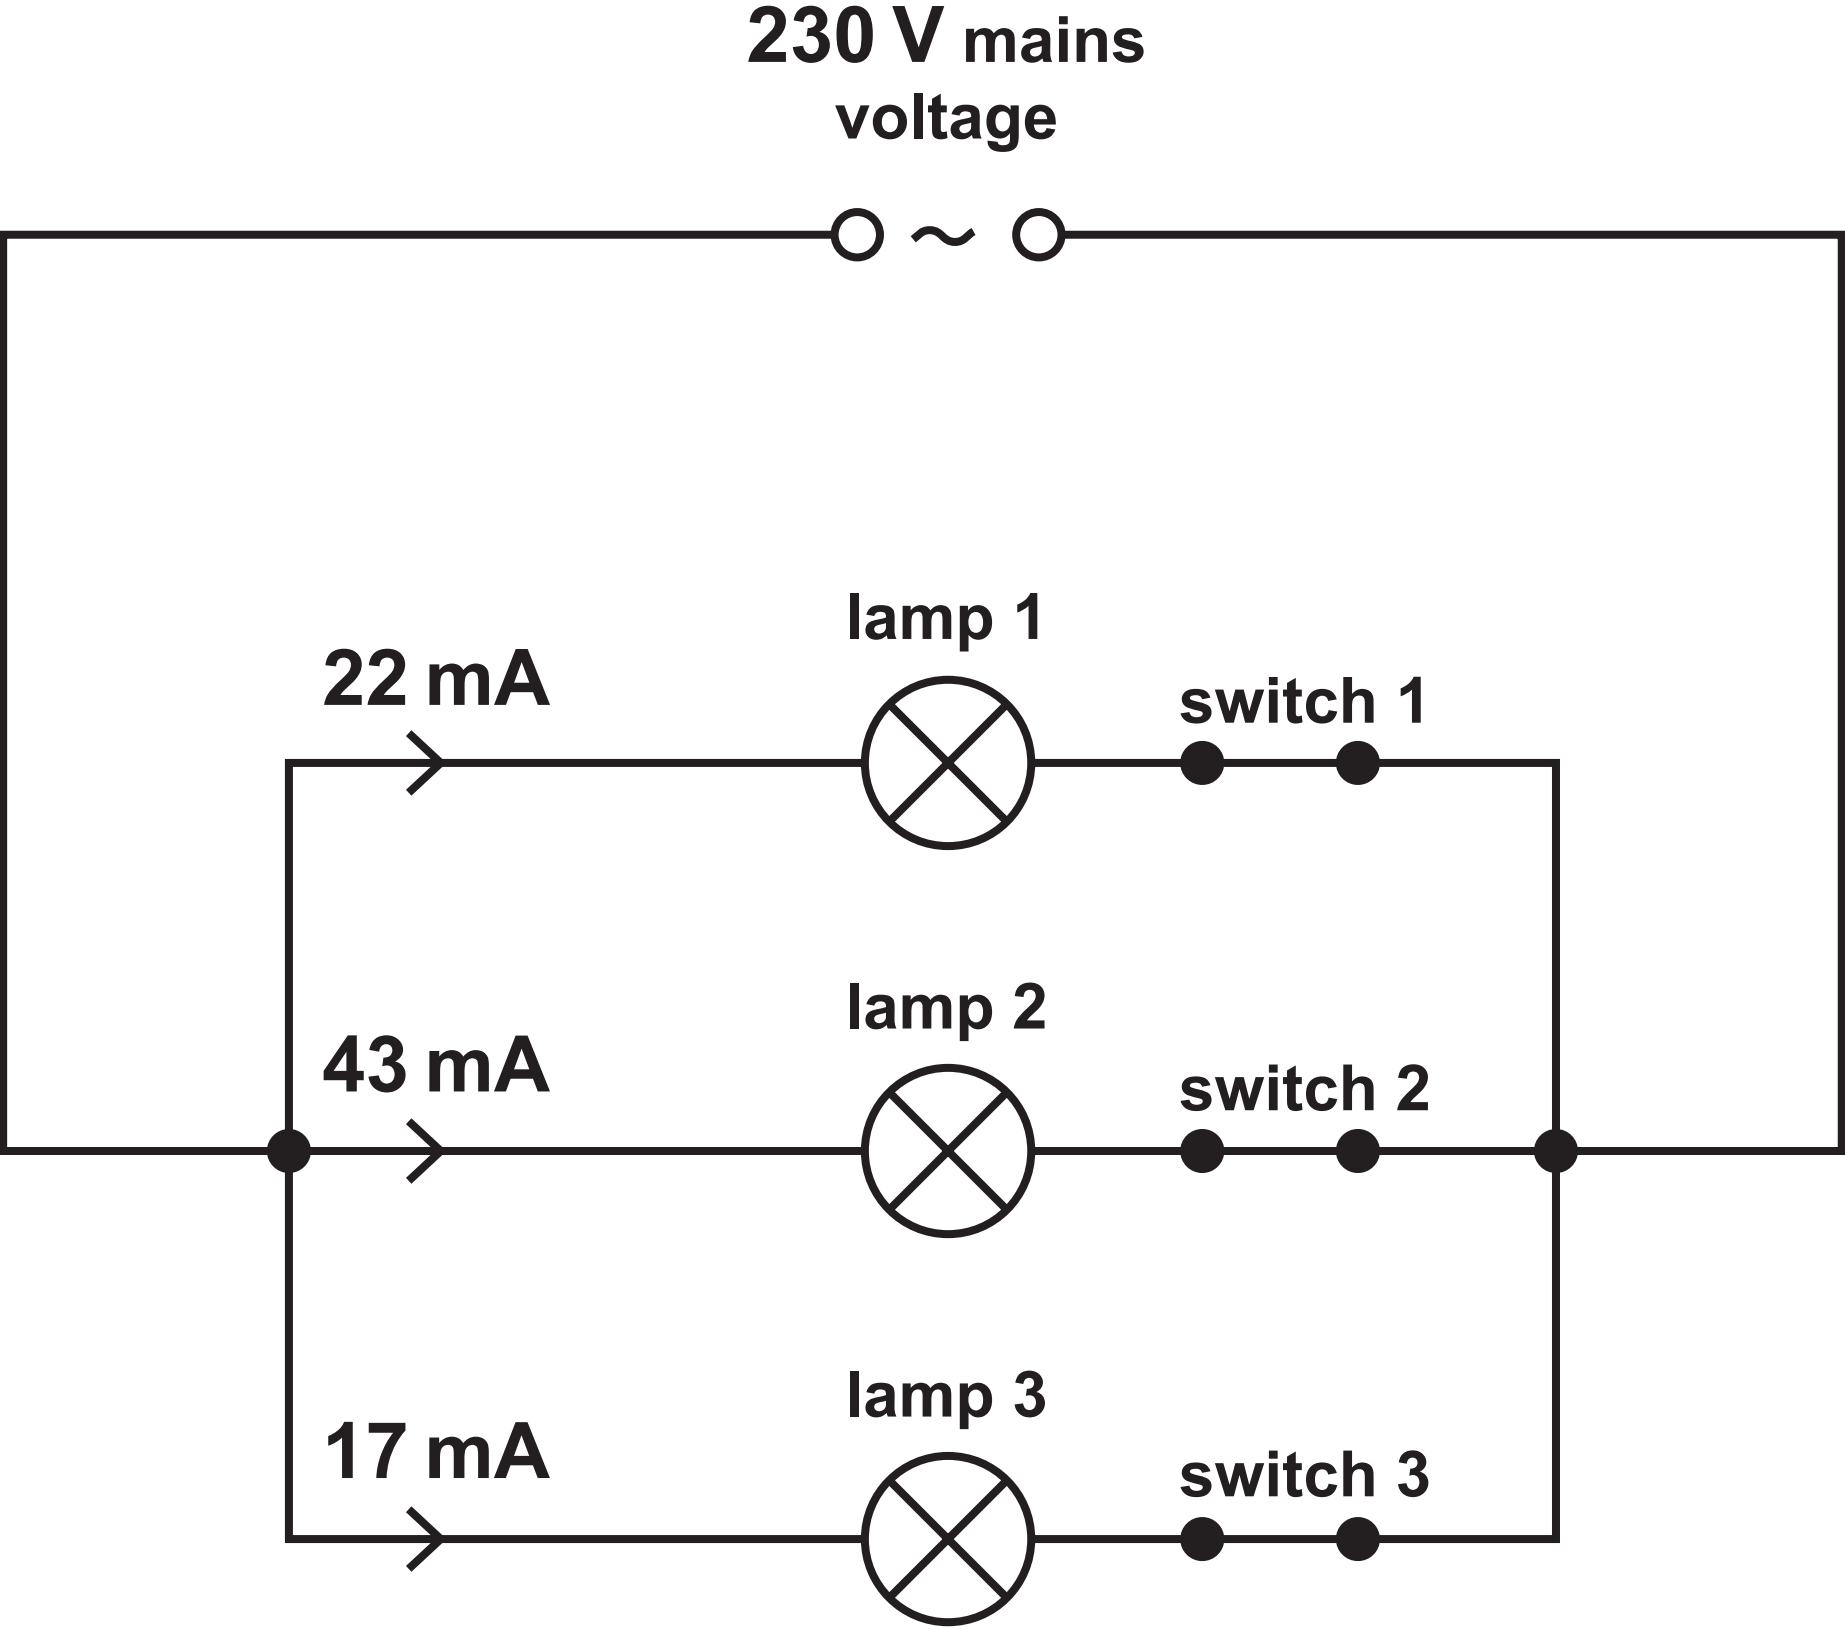 230 V mains
voltage
lamp 1
22 mA
switch 1
lamp 2
43 mA
switch 2
lamp 3
17 mA
switch 3